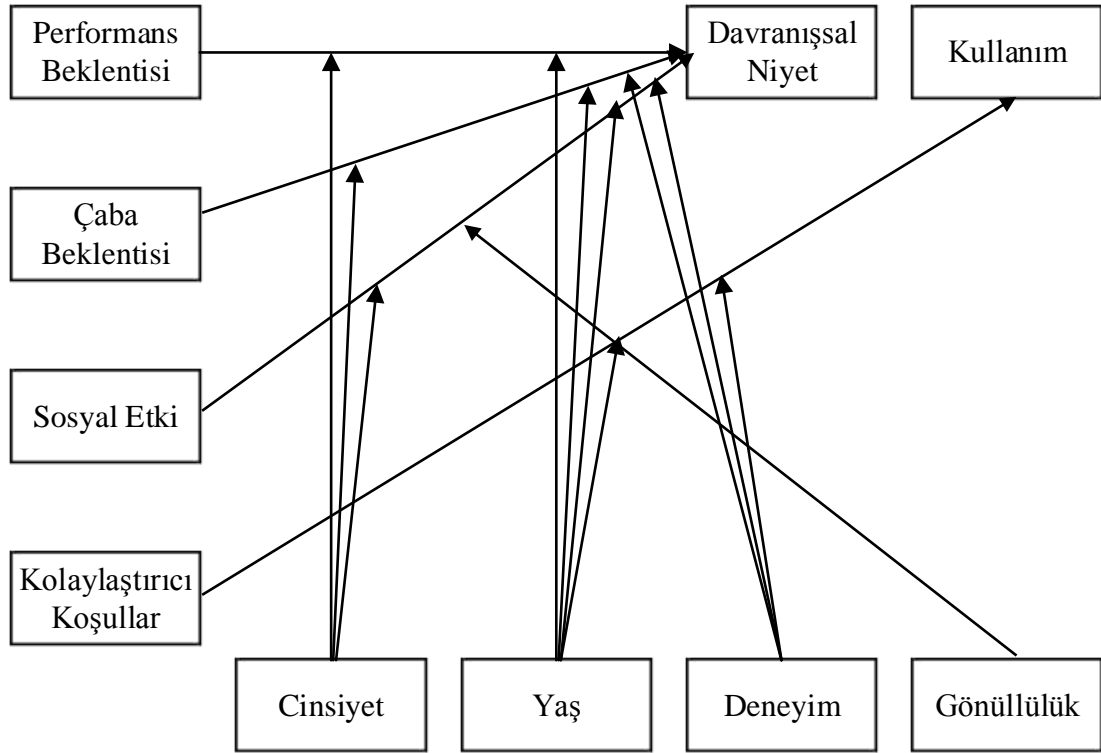 Performans
Beklentisi
Davranışsal
Niyet
Kullanım
Çaba
Beklentisi
Sosyal Etki
Kolaylaştırıcı
Koşullar
Cinsiyet
Yaş
Deneyim
Gönüllülük